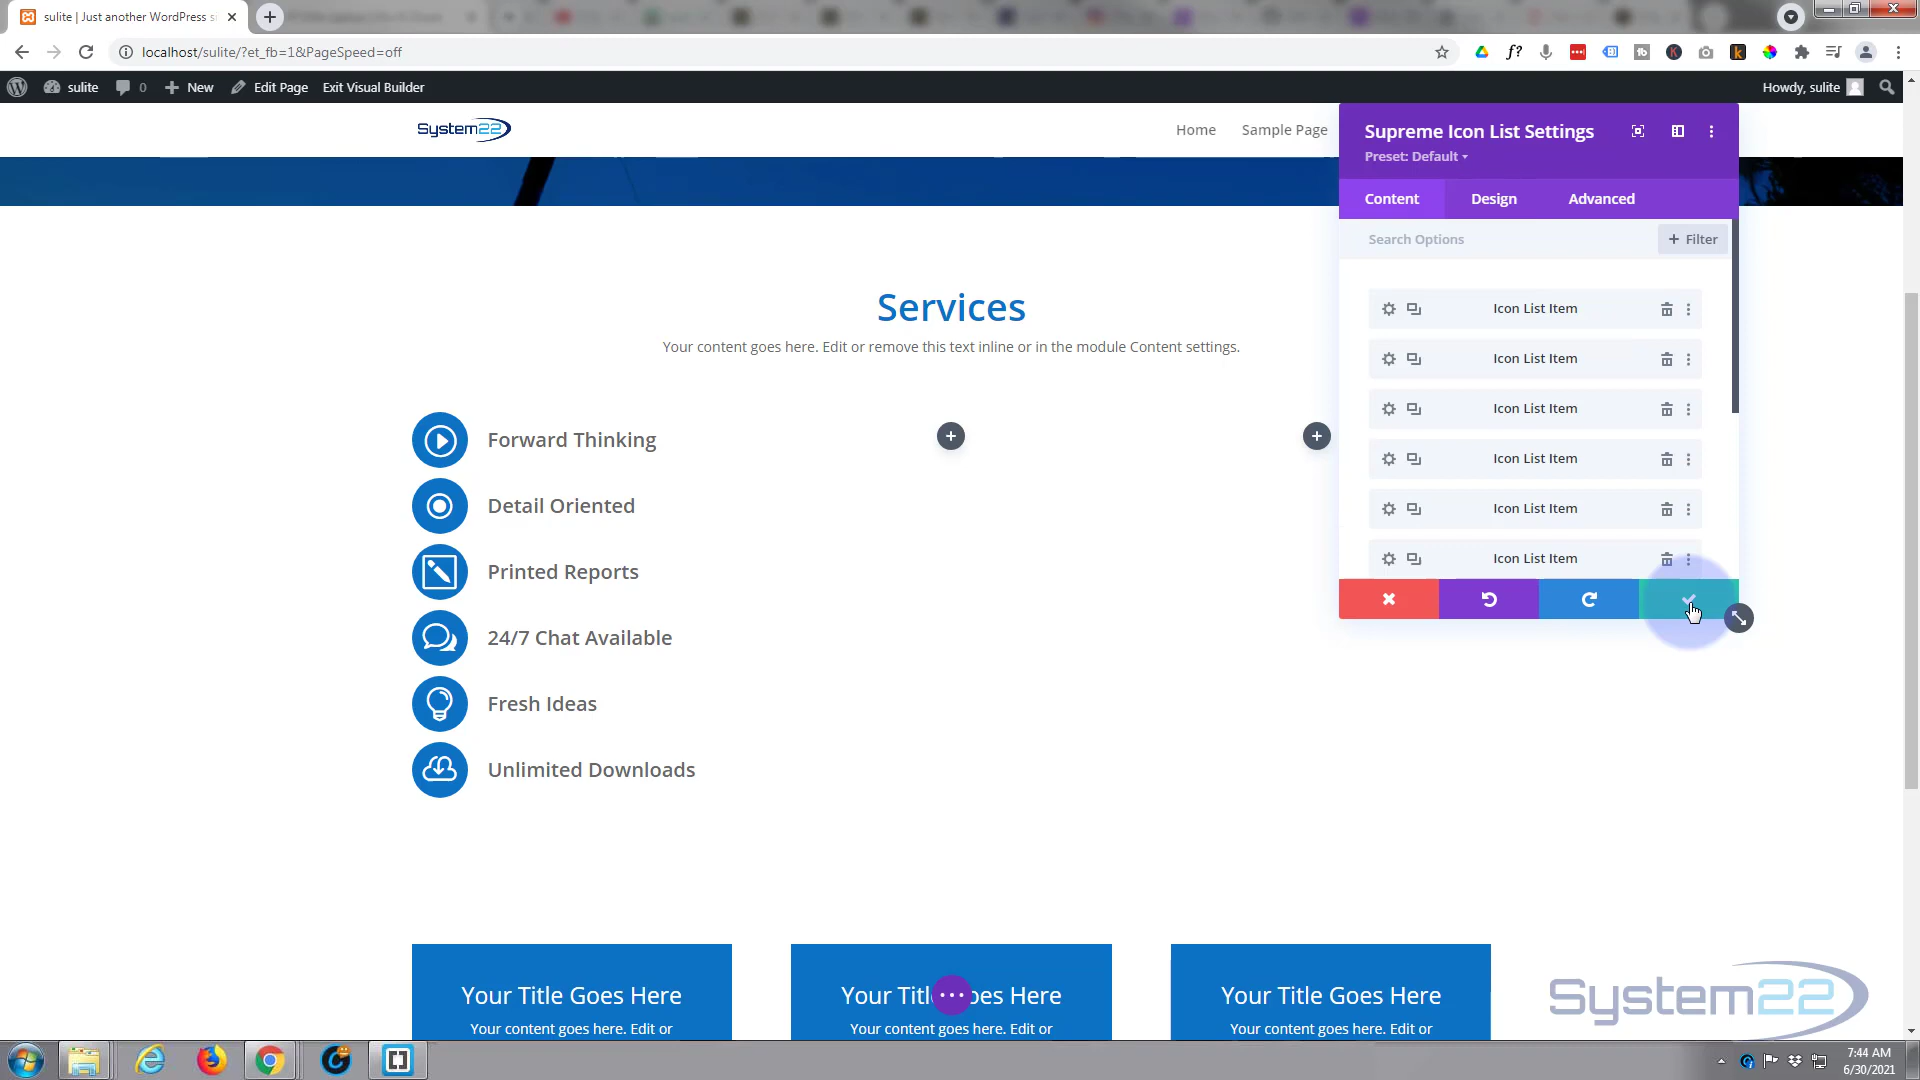 sulite | Just another WordPress si
localhost/sulite/?et_fb=1&PageSpeed=off
sulite 0 New Edit Page Exit Visual Builder Howdy, sulite
System22 Home Sample Page
Supreme Icon List Settings
Preset: Default
Content Design Advanced
Search Options + Filter
Services
Your content goes here. Edit or remove this text inline or in the module Content settings.
Icon List Item
Icon List Item
Icon List Item
Icon List Item
Icon List Item
Icon List Item
Forward Thinking
Detail Oriented
Printed Reports
24/7 Chat Available
Fresh Ideas
Unlimited Downloads
Your Title Goes Here
Your content goes here. Edit or
Your Title Goes Here
Your content goes here. Edit or
Your Title Goes Here
Your content goes here. Edit or
System22
7:44 AM
6/30/2021